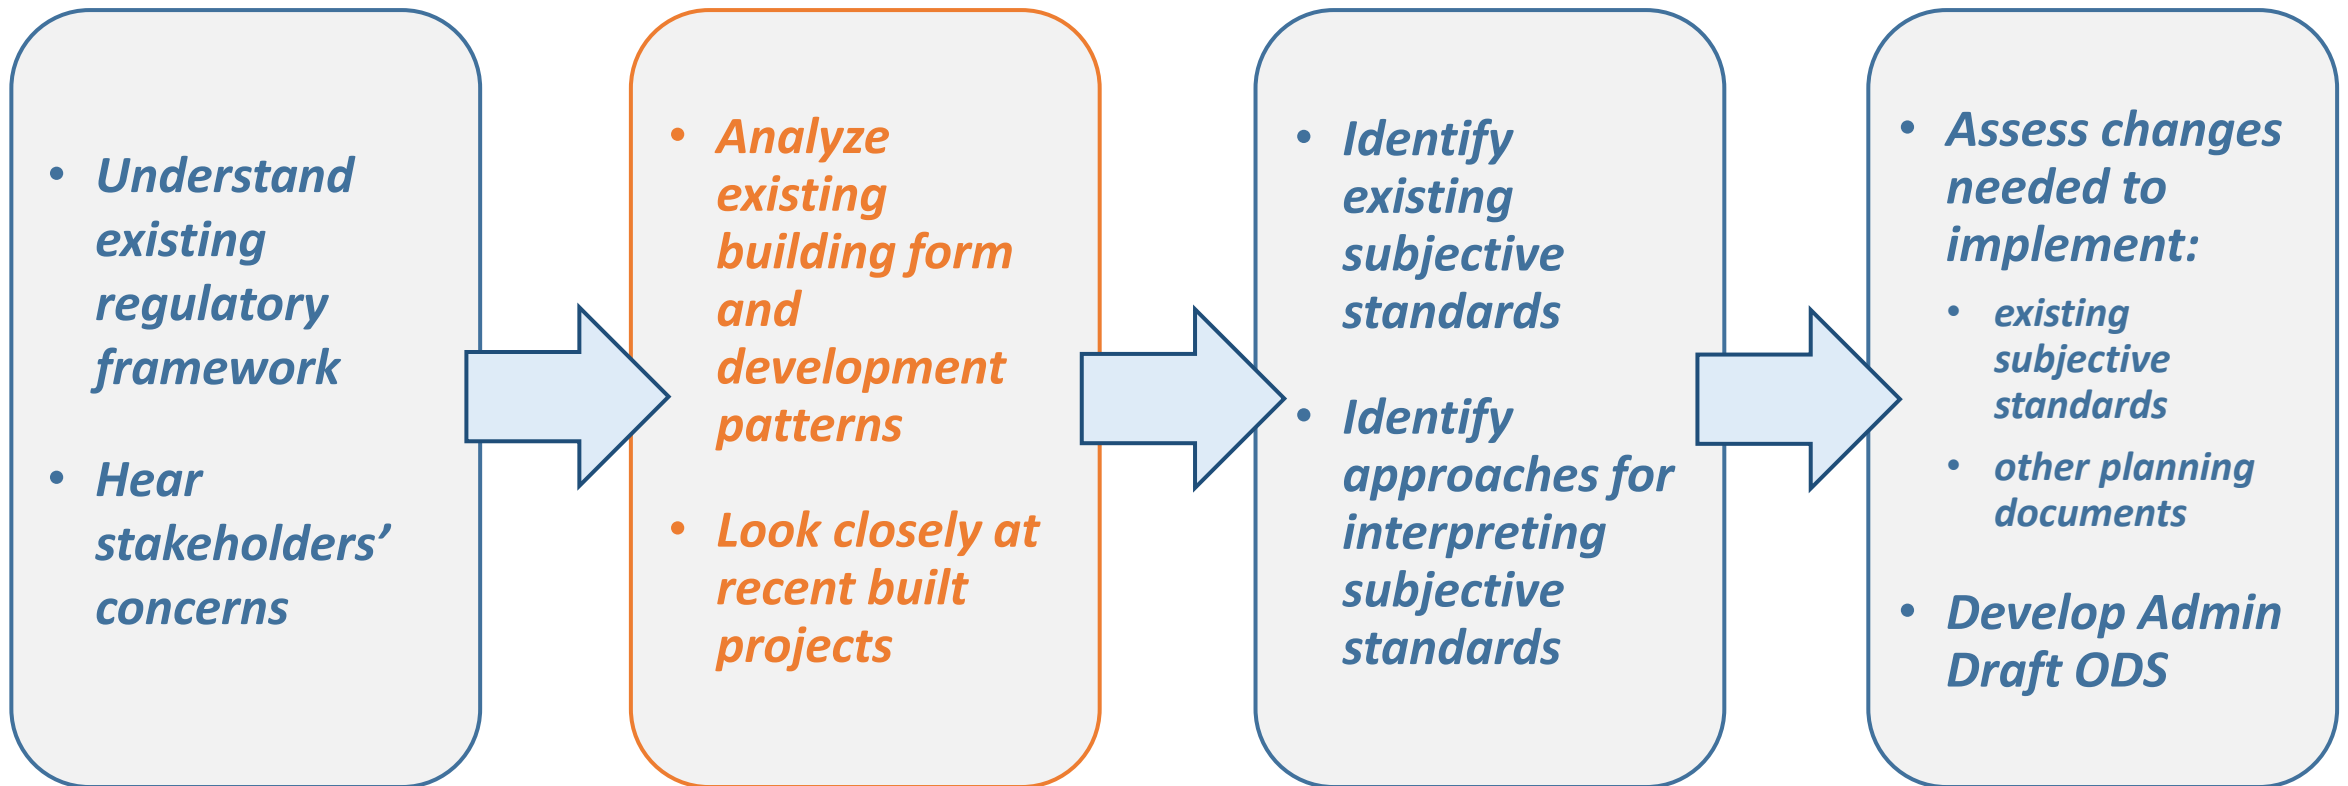 • Understand
existing
regulatory
framework
• Hear
stakeholders’
concerns
• Analyze
existing
building form
and
development
patterns
• Look closely at
recent built
projects
• Identify
existing
subjective
standards
• Identify
approaches for
interpreting
subjective
standards
• Assess changes
needed to
implement:
• existing
subjective
standards
• other planning
documents
• Develop Admin
Draft ODS